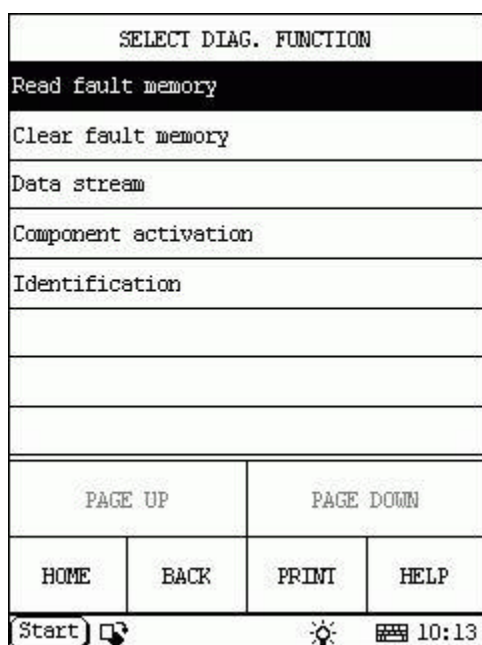 SELECT DIAG. FUNCTION
Read fault memory
Clear fault memory
Data stream
Component activation
Identification
PAGE UP PAGE DOWN
HOME BACK PRINT HELP
Start 10:13